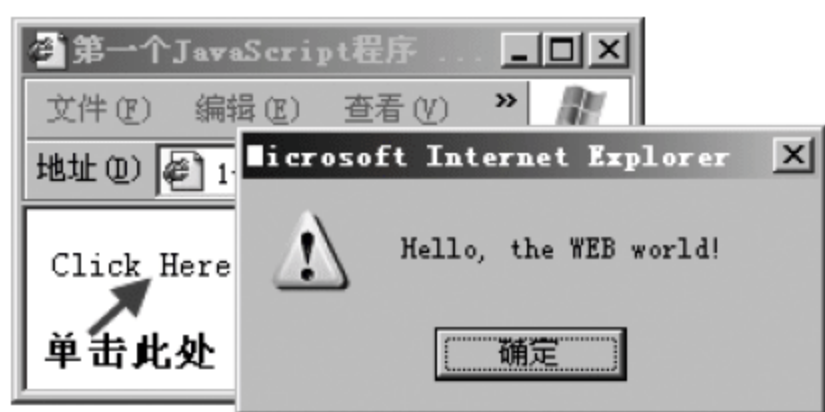 第一个JavaScript程序 ...
文件(F) 编辑(E) 查看(V) »
地址(D) 1-
Microsoft Internet Explorer
Hello, the WEB world!
Click Here
单击此处
确定